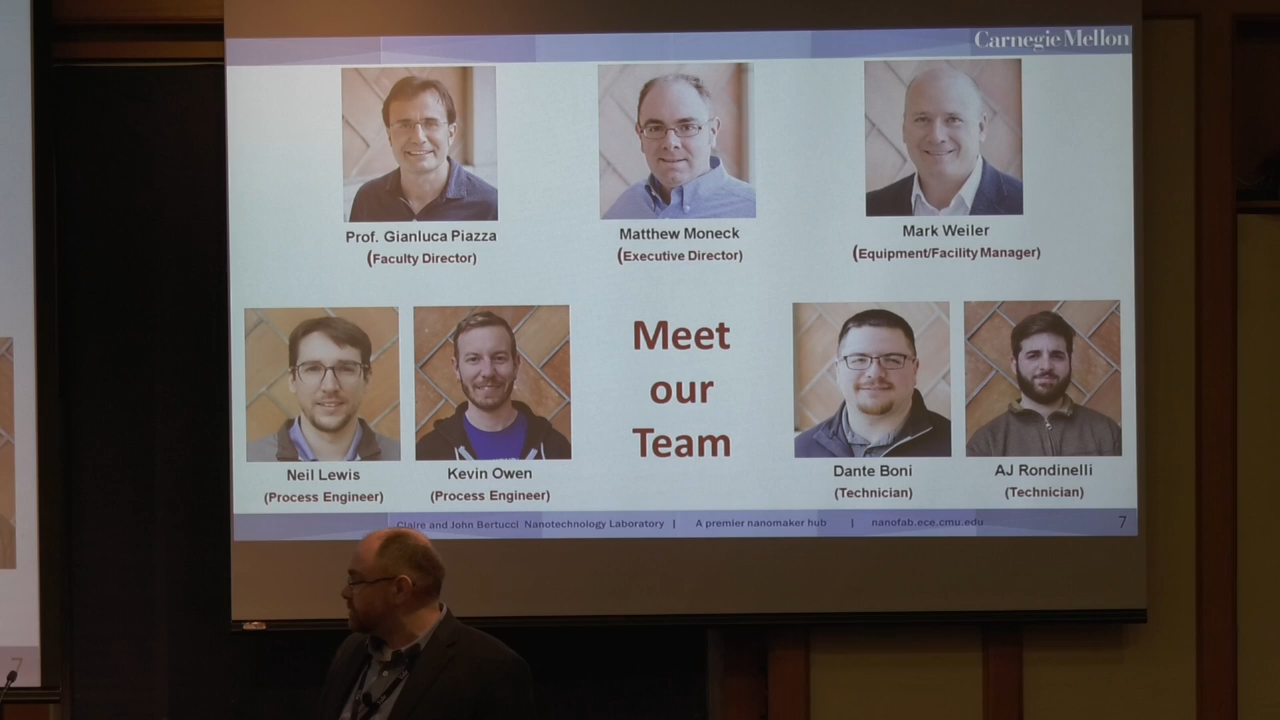 Carnegie Mellon
Prof. Gianluca Piazza
(Faculty Director)
Matthew Moneck
(Executive Director)
Mark Weiler
(Equipment/Facility Manager)
Meet
our
Team
Neil Lewis
(Process Engineer)
Kevin Owen
(Process Engineer)
Dante Boni
(Technician)
AJ Rondinelli
(Technician)
Claire and John Bertucci Nanotechnology Laboratory | A premier nanomaker hub | nanofab.ece.cmu.edu 7
7